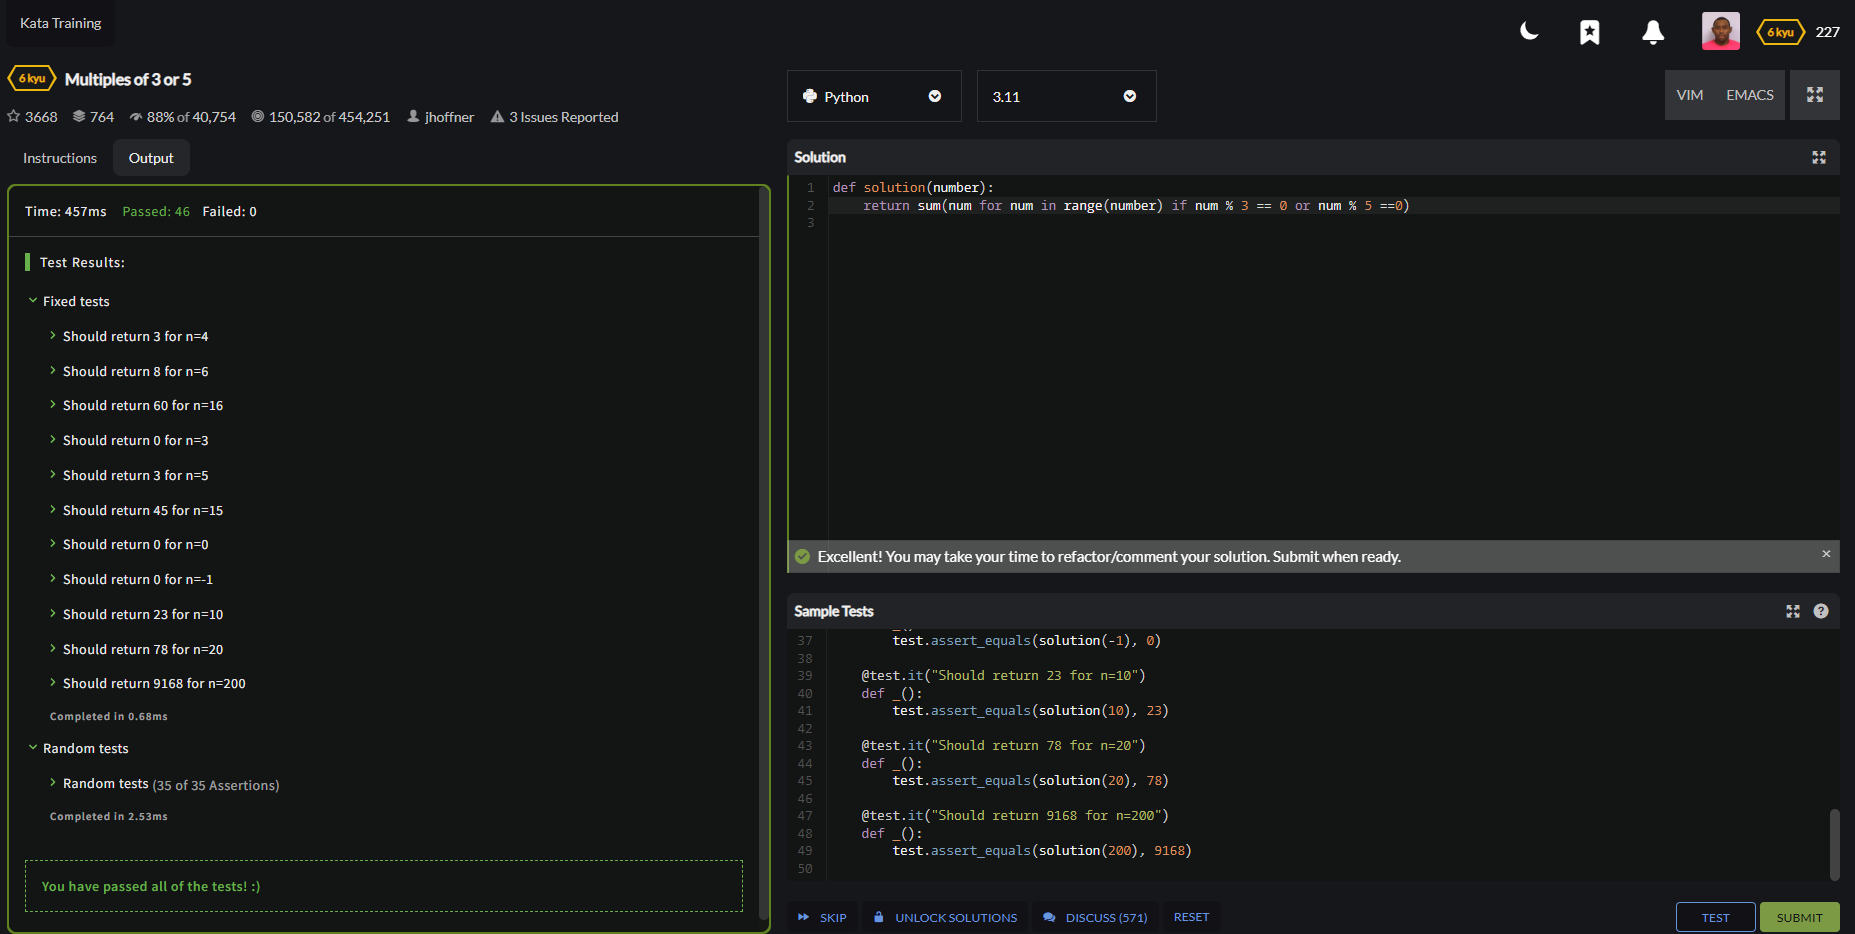 Kata Training
6 kyu 227
6 kyu Multiples of 3 or 5
3668 764 88% of 40,754 150,582 of 454,251 jhoffner 3 Issues Reported
Instructions Output
Time: 457ms Passed: 46 Failed: 0
Test Results:
Fixed tests
Should return 3 for n=4
Should return 8 for n=6
Should return 60 for n=16
Should return 0 for n=3
Should return 3 for n=5
Should return 45 for n=15
Should return 0 for n=0
Should return 0 for n=-1
Should return 23 for n=10
Should return 78 for n=20
Should return 9168 for n=200
Completed in 0.68ms
Random tests
Random tests (35 of 35 Assertions)
Completed in 2.53ms
You have passed all of the tests! :)
Python 3.11 VIM EMACS
Solution
1 def solution(number):
2 return sum(num for num in range(number) if num % 3 == 0 or num % 5 ==0)
3
Excellent! You may take your time to refactor/comment your solution. Submit when ready. ×
Sample Tests ?
37 test.assert_equals(solution(-1), 0)
38
39 @test.it("Should return 23 for n=10")
40 def _():
41 test.assert_equals(solution(10), 23)
42
43 @test.it("Should return 78 for n=20")
44 def _():
45 test.assert_equals(solution(20), 78)
46
47 @test.it("Should return 9168 for n=200")
48 def _():
49 test.assert_equals(solution(200), 9168)
50
SKIP UNLOCK SOLUTIONS DISCUSS (571) RESET TEST SUBMIT